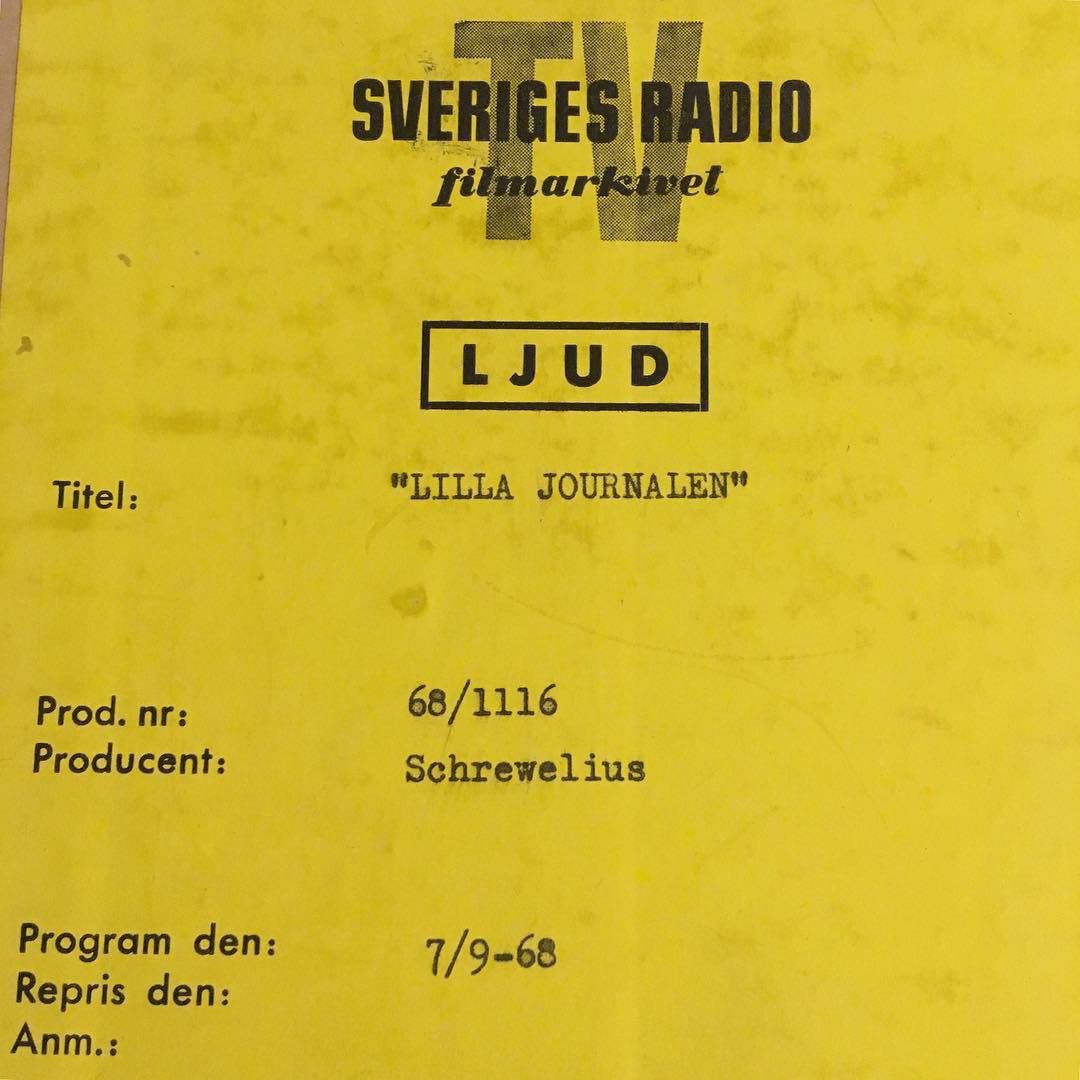 TV
SVERIGES RADIO
filmarkivet
LJUD
Titel: "LILLA JOURNALEN"
Prod. nr: 68/1116
Producent: Schrewelius
Program den: 7/9-68
Repris den:
Anm.: